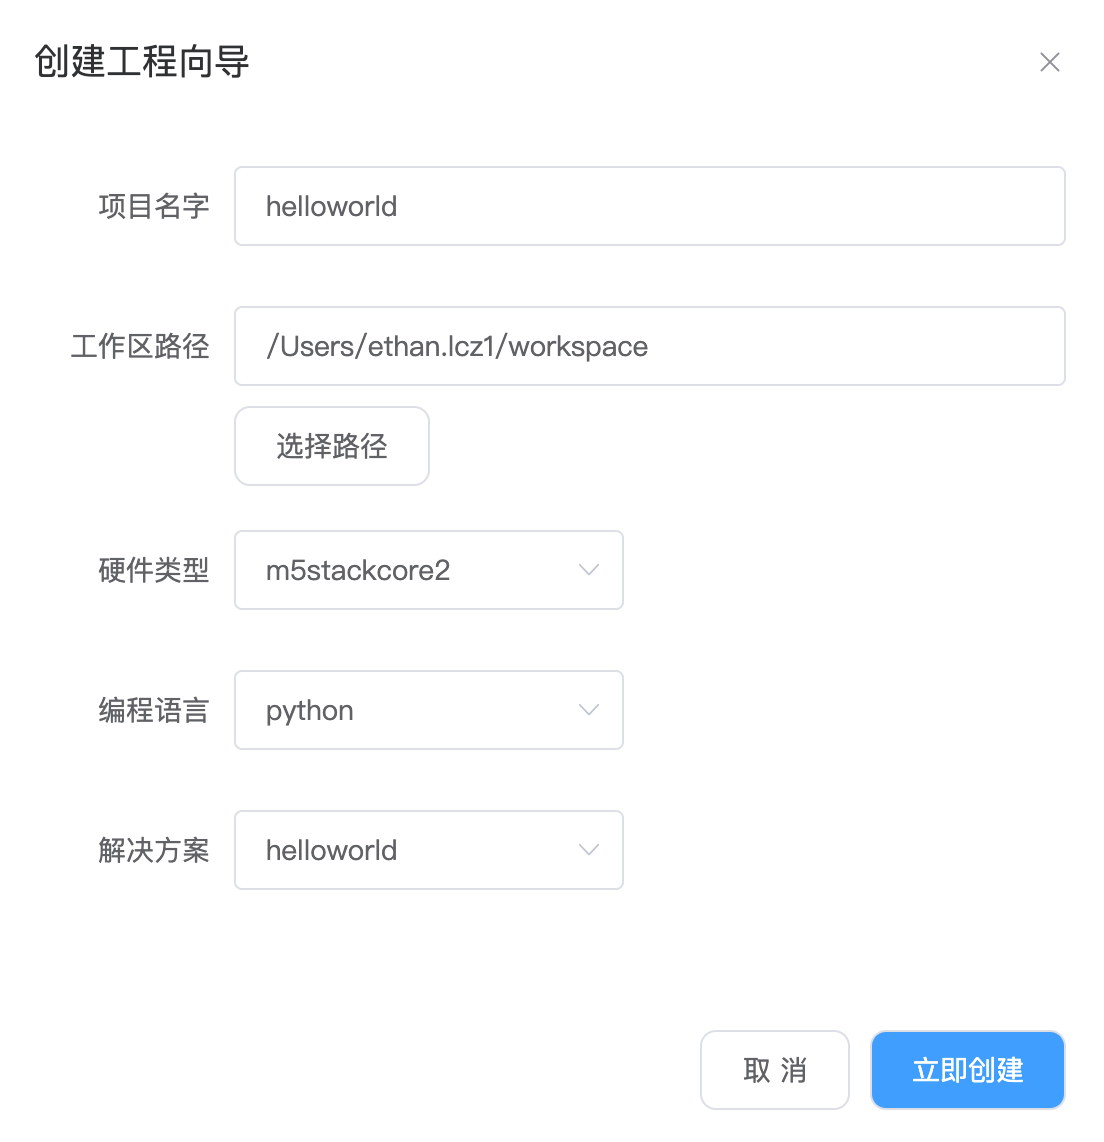 创建工程向导
项目名字 helloworld
工作区路径 /Users/ethan.lcz1/workspace
选择路径
硬件类型 m5stackcore2
编程语言 python
解决方案 helloworld
取 消 立即创建